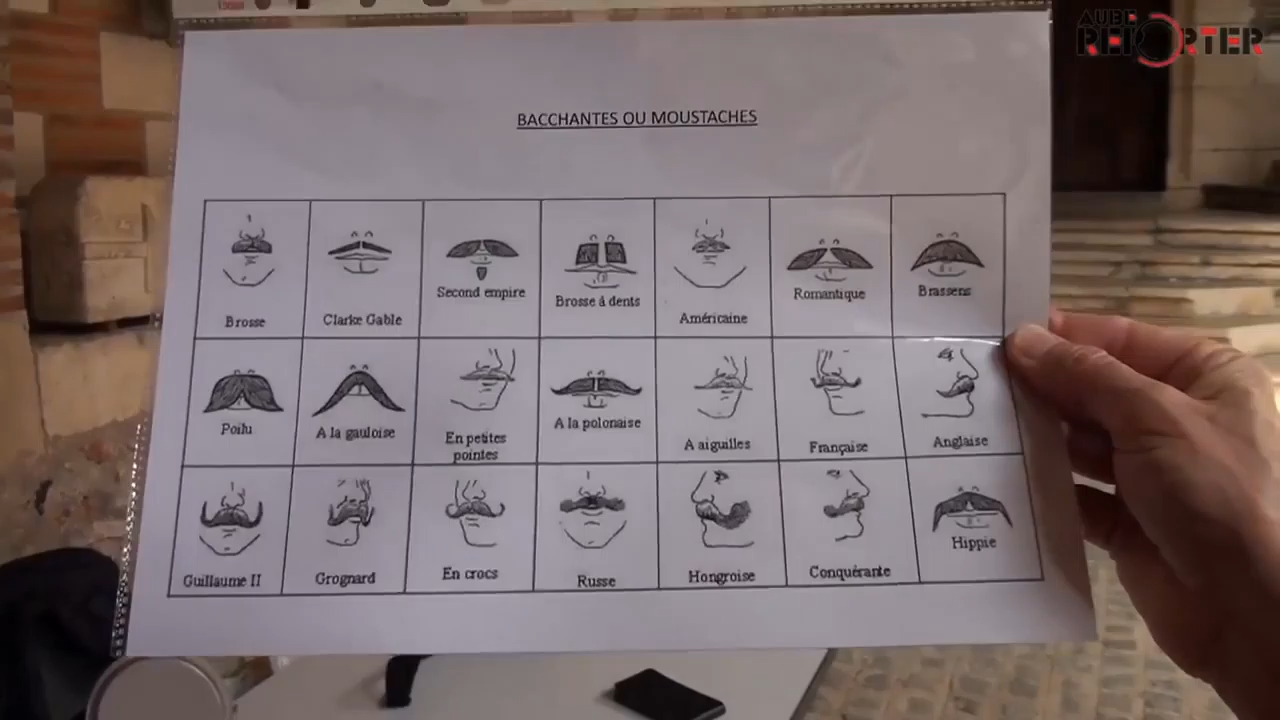 AUBE
REPORTER
BACCHANTES OU MOUSTACHES
Brosse
Clarke Gable
Second empire
Brosse à dents
Américaine
Romantique
Brassens
Poilu
A la gauloise
En petites
pointes
A la polonaise
A aiguilles
Française
Anglaise
Guillaume II
Grognard
En crocs
Russe
Hongroise
Conquérante
Hippie